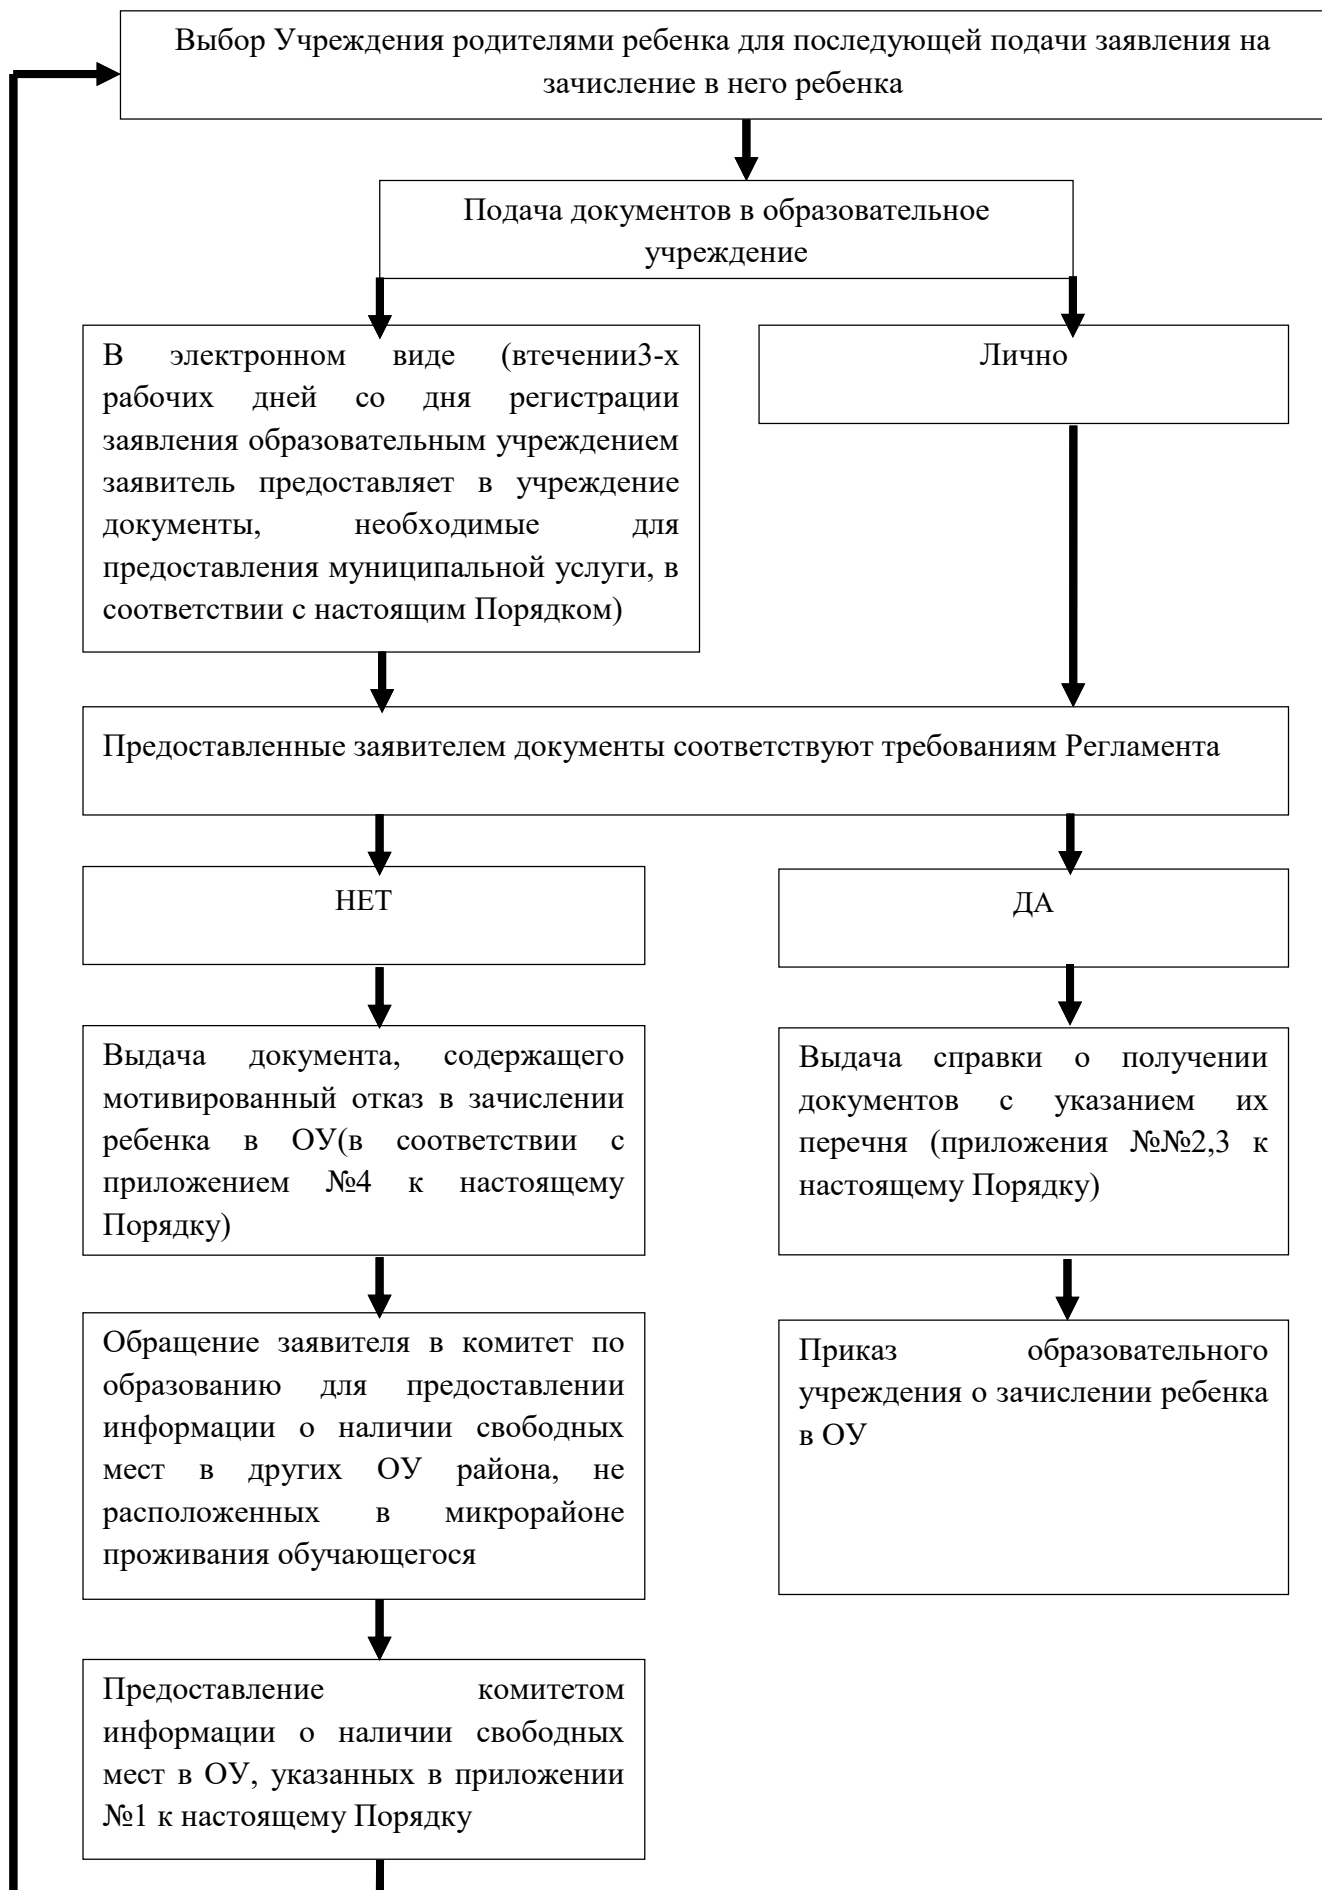 Выбор Учреждения родителями ребенка для последующей подачи заявления на
зачисление в него ребенка
Подача документов в образовательное
учреждение
В электронном виде (втечении3-х
рабочих дней со дня регистрации
заявления образовательным учреждением
заявитель предоставляет в учреждение
документы, необходимые для
предоставления муниципальной услуги, в
соответствии с настоящим Порядком)
Лично
Предоставленные заявителем документы соответствуют требованиям Регламента
НЕТ
ДА
Выдача документа, содержащего
мотивированный отказ в зачислении
ребенка в ОУ(в соответствии с
приложением №4 к настоящему
Порядку)
Выдача справки о получении
документов с указанием их
перечня (приложения №№2,3 к
настоящему Порядку)
Обращение заявителя в комитет по
образованию для предоставлении
информации о наличии свободных
мест в других ОУ района, не
расположенных в микрорайоне
проживания обучающегося
Приказ образовательного
учреждения о зачислении ребенка
в ОУ
Предоставление комитетом
информации о наличии свободных
мест в ОУ, указанных в приложении
№1 к настоящему Порядку